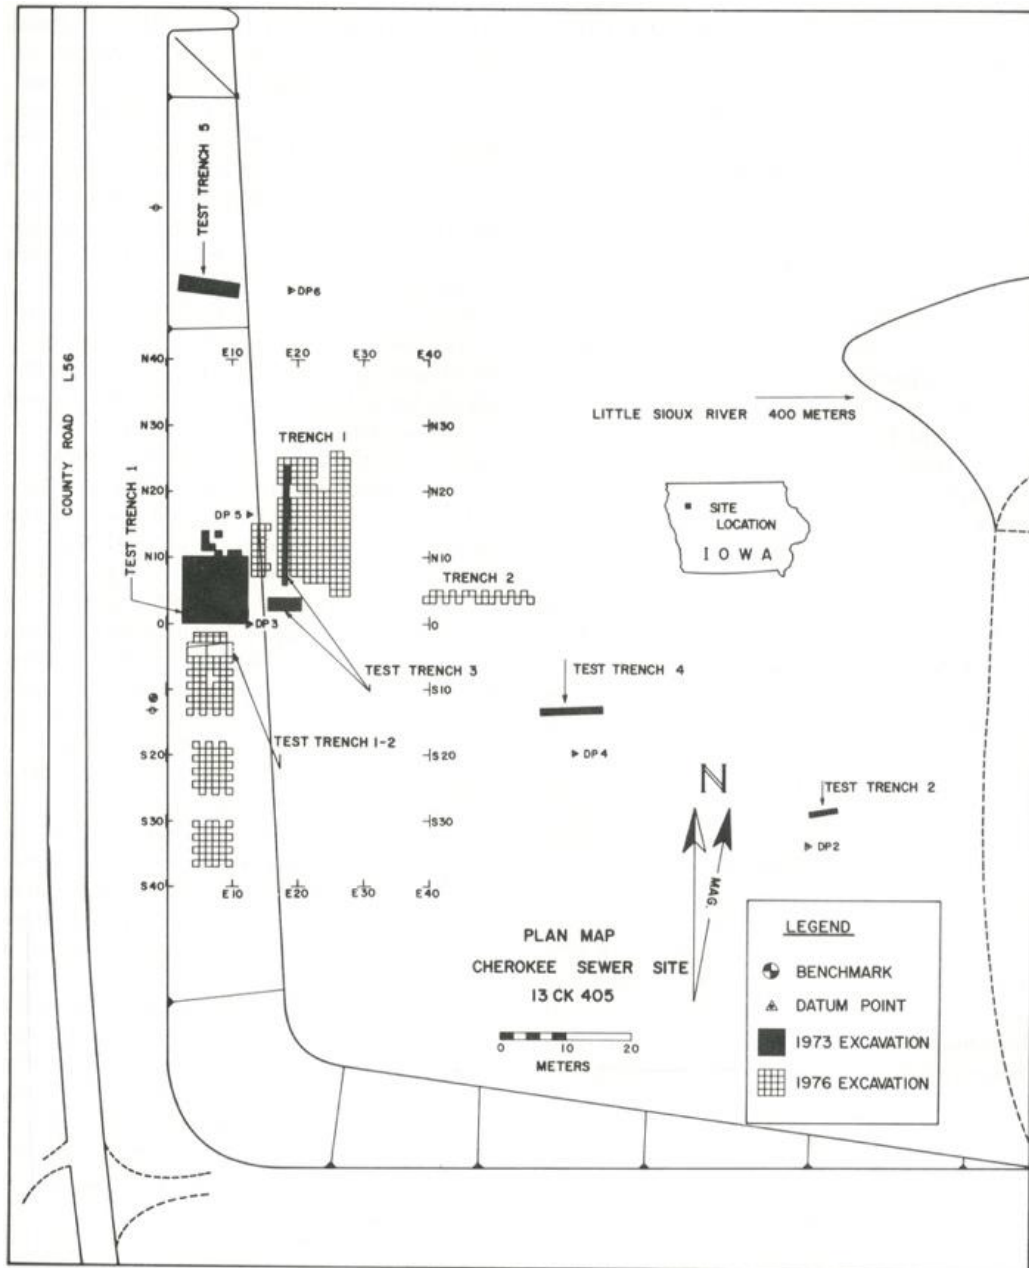 TEST TRENCH 5
DP6
COUNTY ROAD L56
N40 E10 E20 E30 E40
LITTLE SIOUX RIVER 400 METERS
N30 N30
TRENCH 1
TEST TRENCH 1
N20 N20
DP 5
SITE
LOCATION
IOWA
N10 N10
TRENCH 2
0 DP3 0
TEST TRENCH 3
TEST TRENCH 4
S10
TEST TRENCH 1-2
S20 S20
DP4
N
TEST TRENCH 2
S30 S30
DP2
S40 E10 E20 E30 E40
MAG.
PLAN MAP
CHEROKEE SEWER SITE
13 CK 405
0 10 20
METERS
LEGEND
BENCHMARK
DATUM POINT
1973 EXCAVATION
1976 EXCAVATION